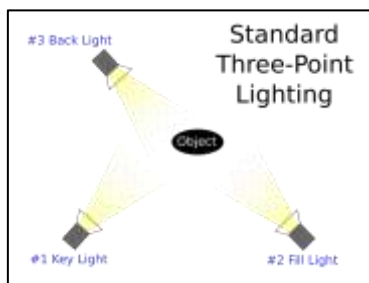 #3 Back Light
Standard
Three-Point
Lighting
Object
#1 Key Light
#2 Fill Light